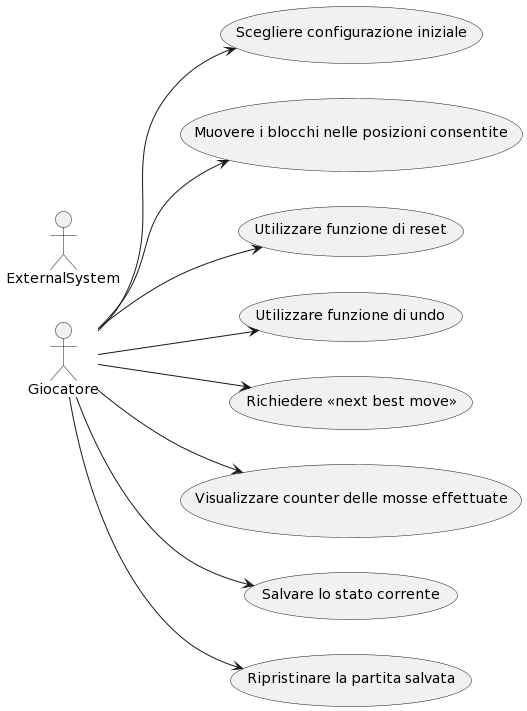 Scegliere configurazione iniziale
Muovere i blocchi nelle posizioni consentite
Utilizzare funzione di reset
ExternalSystem
Utilizzare funzione di undo
Giocatore
Richiedere «next best move»
Visualizzare counter delle mosse effettuate
Salvare lo stato corrente
Ripristinare la partita salvata